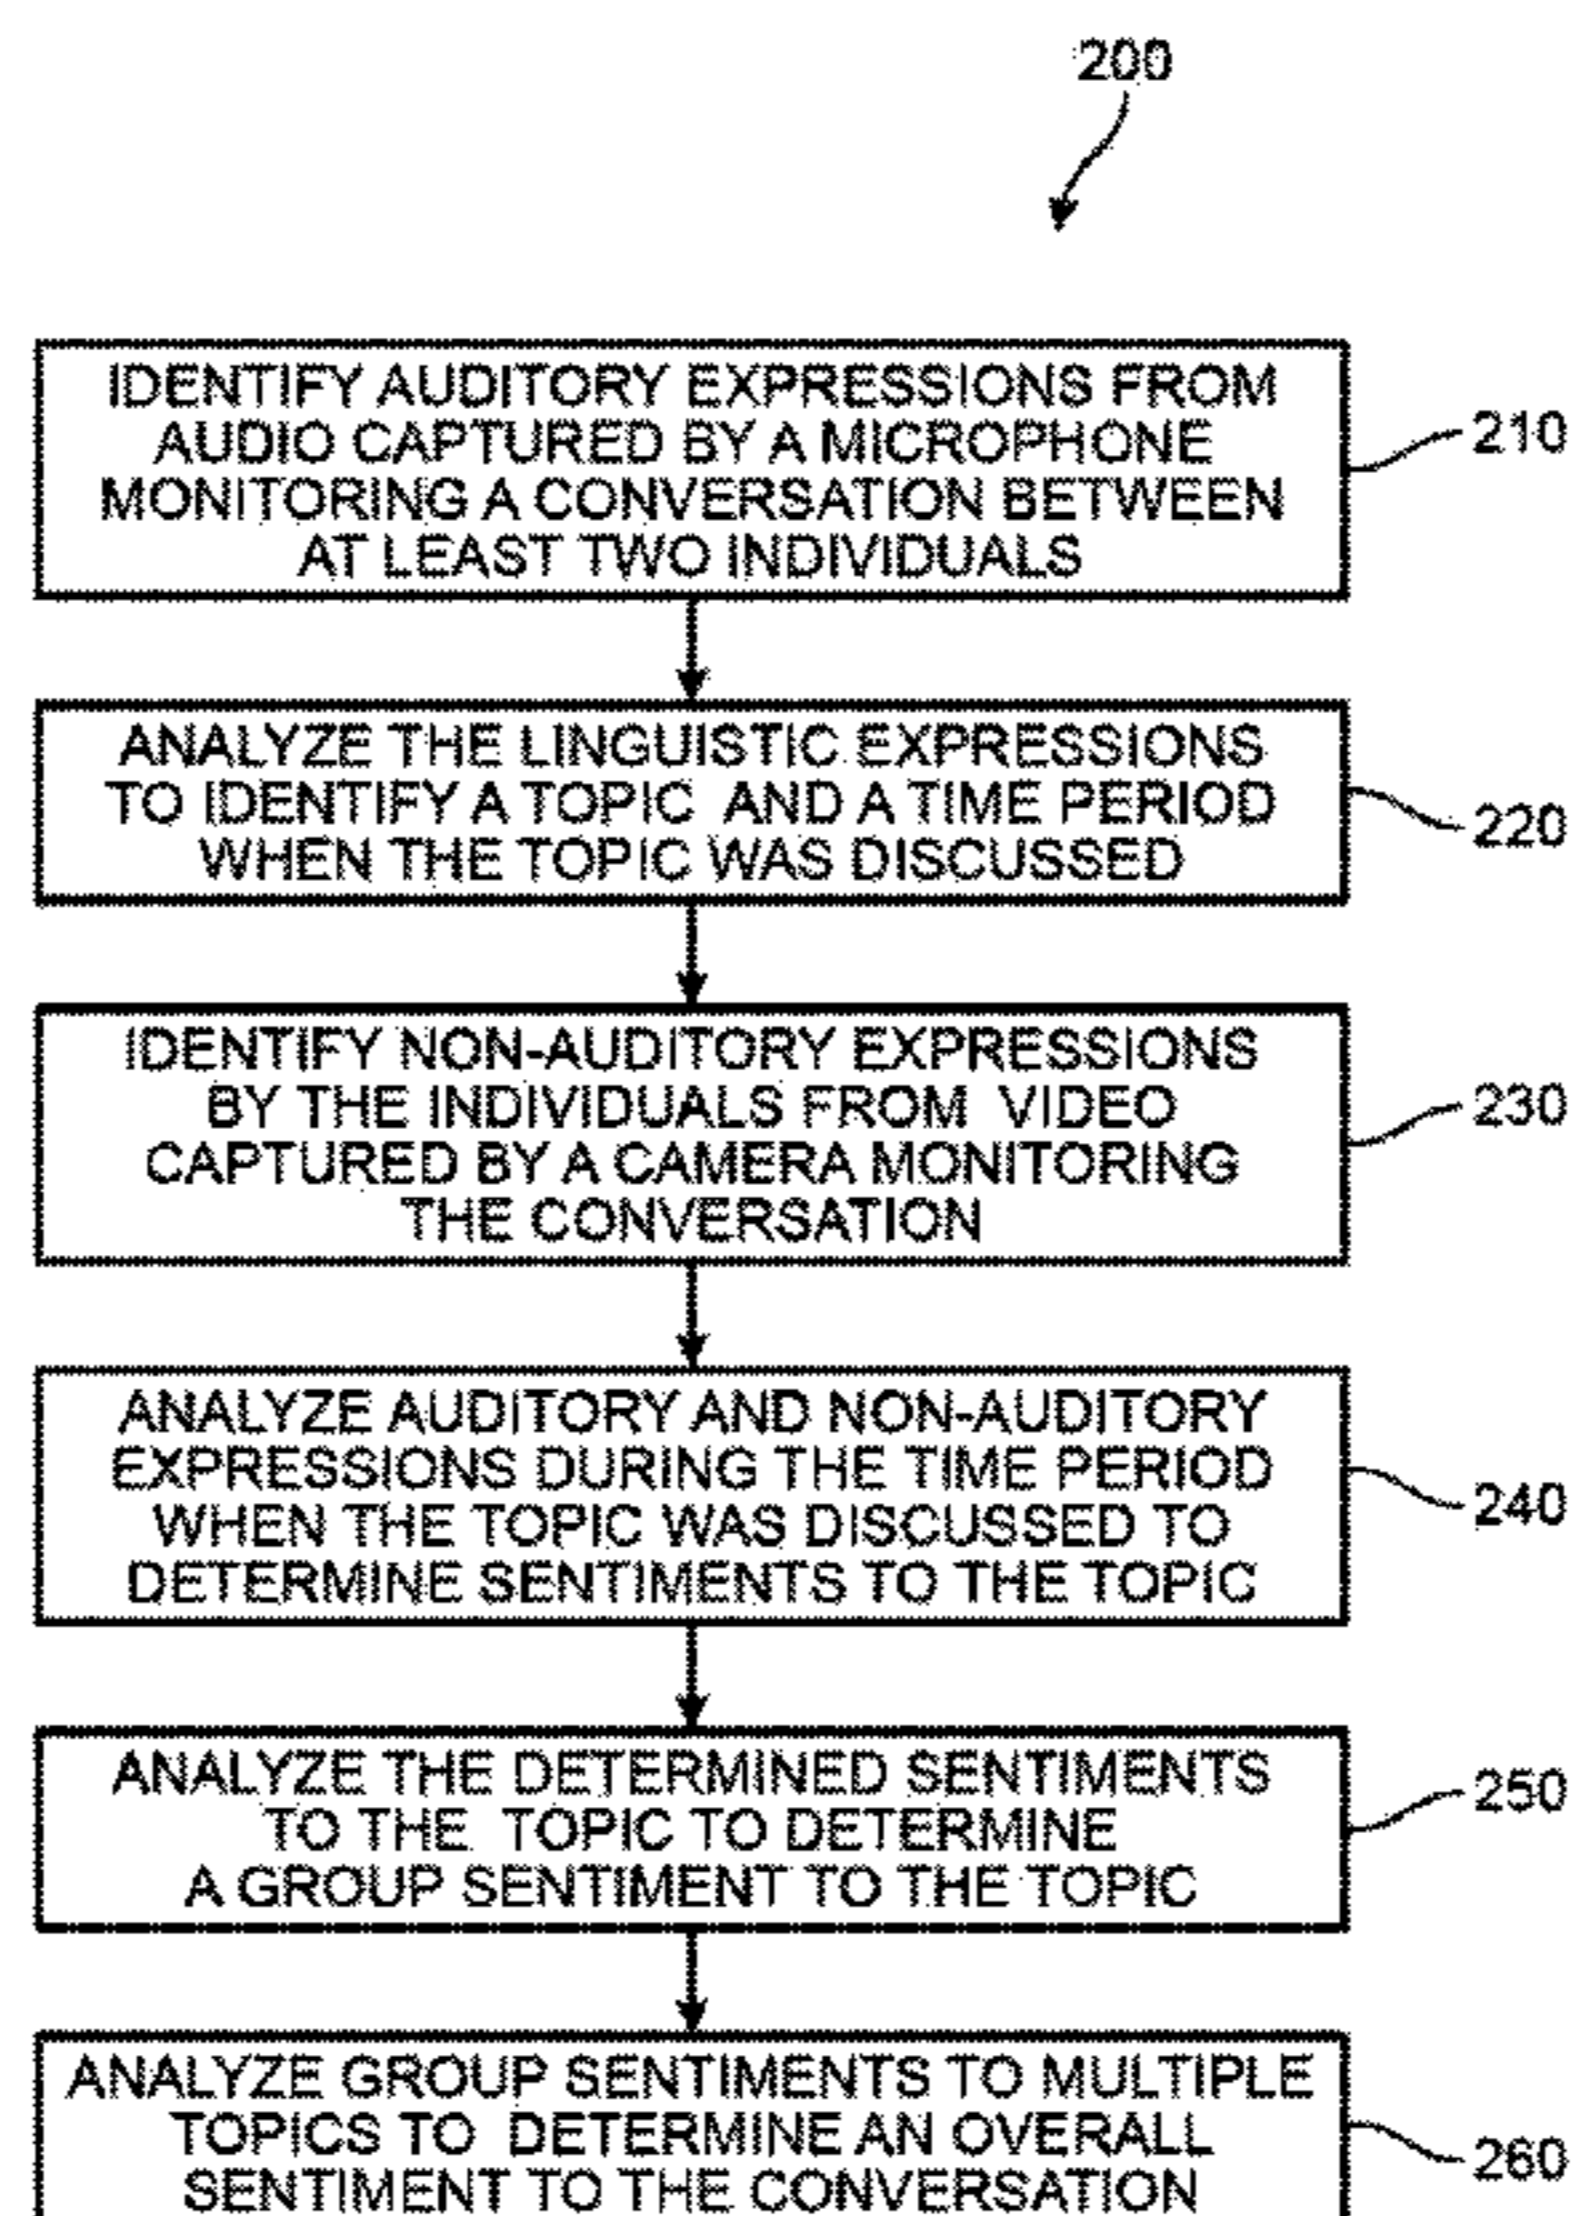 200
IDENTIFY AUDITORY EXPRESSIONS FROM
AUDIO CAPTURED BY A MICROPHONE
MONITORING A CONVERSATION BETWEEN
AT LEAST TWO INDIVIDUALS
210
ANALYZE THE LINGUISTIC EXPRESSIONS
TO IDENTIFY A TOPIC AND A TIME PERIOD
WHEN THE TOPIC WAS DISCUSSED
220
IDENTIFY NON-AUDITORY EXPRESSIONS
BY THE INDIVIDUALS FROM VIDEO
CAPTURED BY A CAMERA MONITORING
THE CONVERSATION
230
ANALYZE AUDITORY AND NON-AUDITORY
EXPRESSIONS DURING THE TIME PERIOD
WHEN THE TOPIC WAS DISCUSSED TO
DETERMINE SENTIMENTS TO THE TOPIC
240
ANALYZE THE DETERMINED SENTIMENTS
TO THE TOPIC TO DETERMINE
A GROUP SENTIMENT TO THE TOPIC
250
ANALYZE GROUP SENTIMENTS TO MULTIPLE
TOPICS TO DETERMINE AN OVERALL
SENTIMENT TO THE CONVERSATION
260